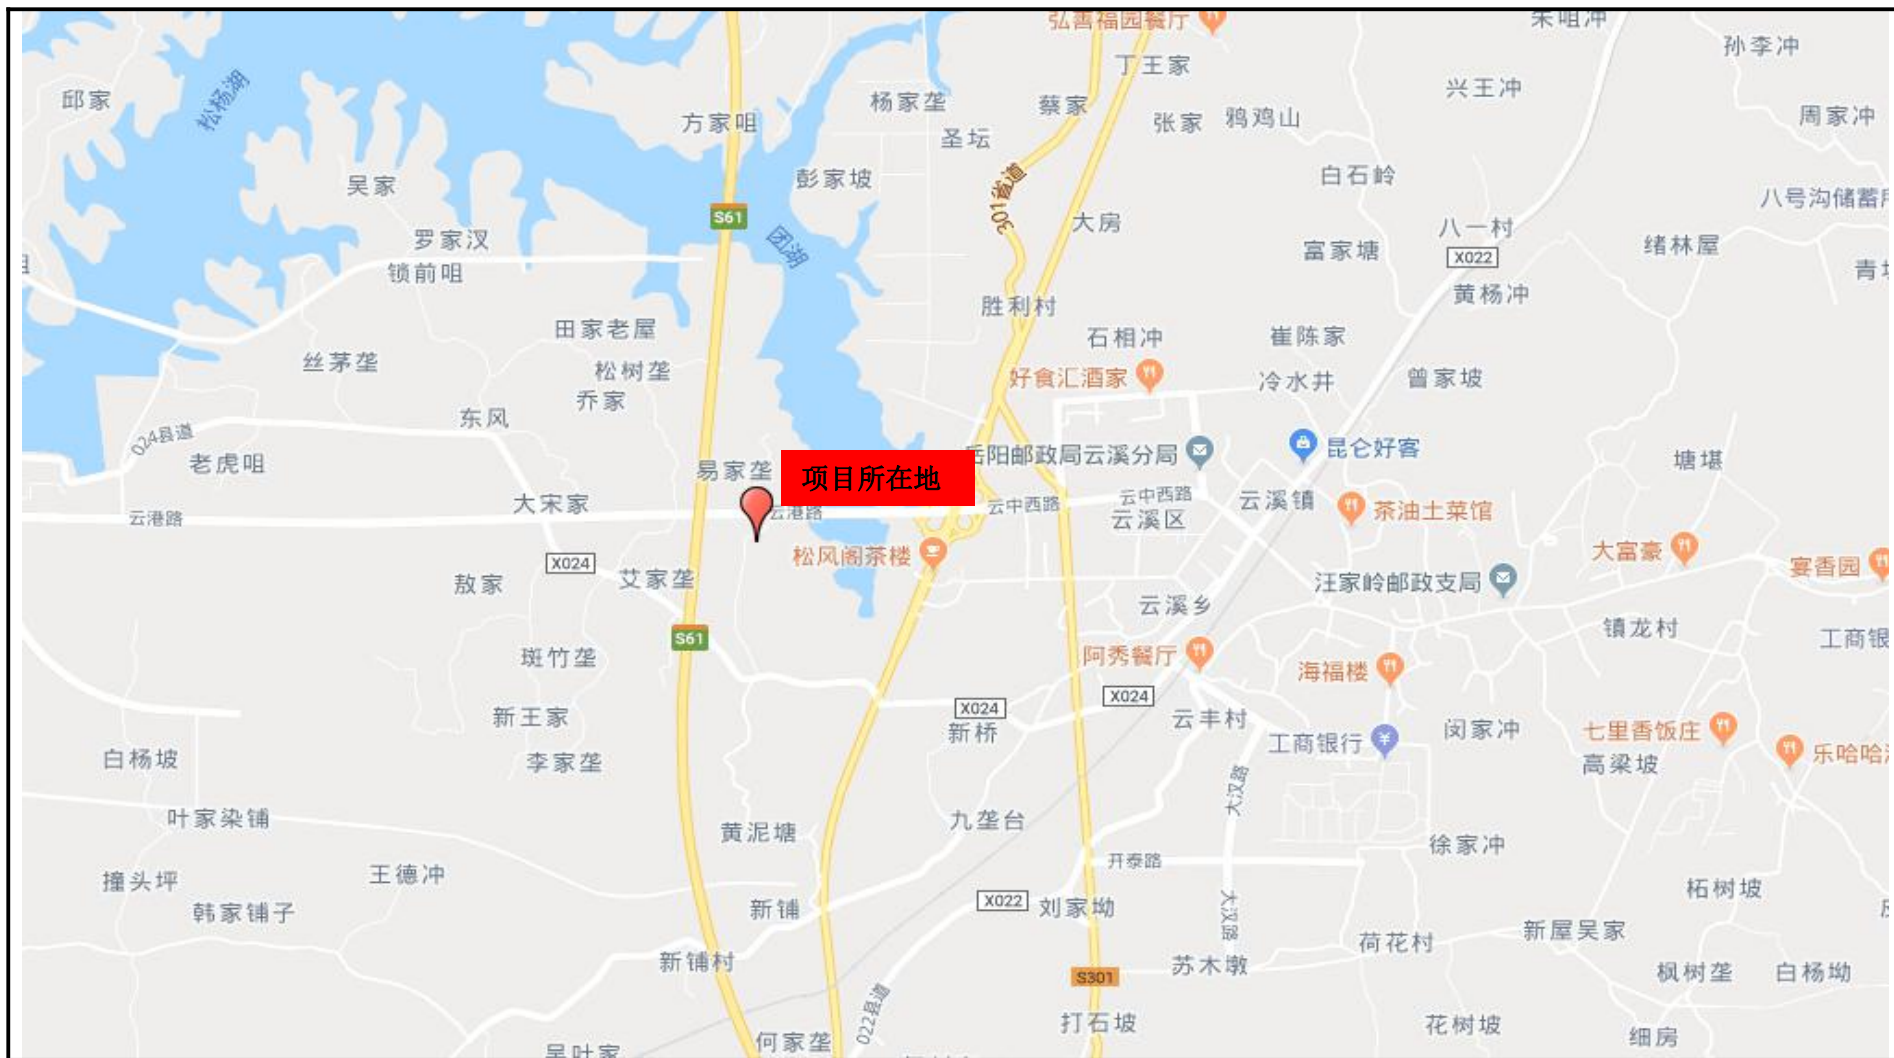 弘善福园餐厅
朱咀冲
孙李冲
丁王家
兴王冲
邱家
松杨湖
杨家垄
蔡家
方家咀
圣坛
张家
鸦鸡山
周家冲
吴家
彭家坡
301省道
白石岭
八号沟储蓄
S61
大房
八一村
罗家汊
团湖
富家塘
X022
绪林屋
锁前咀
青
黄杨冲
胜利村
田家老屋
石相冲
崔陈家
丝茅垄
松树垄
好食汇酒家
冷水井
曾家坡
乔家
东风
024县道
老虎咀
易家垄
项目所在地
岳阳邮政局云溪分局
昆仑好客
塘堪
大宋家
云港路
云港路
云中西路
云中西路
云溪区
云溪镇
茶油土菜馆
松风阁茶楼
大富豪
宴香园
X024
艾家垄
敖家
汪家岭邮政支局
云溪乡
S61
镇龙村
工商银
斑竹垄
阿秀餐厅
海福楼
X024
X024
新王家
新桥
云丰村
工商银行
闵家冲
七里香饭庄
乐哈哈
白杨坡
李家垄
高梁坡
大汉路
叶家染铺
黄泥塘
九垄台
徐家冲
开泰路
撞头坪
王德冲
柘树坡
韩家铺子
新铺
X022
刘家坳
大汉路
新屋吴家
荷花村
新铺村
苏木墩
S301
枫树垄
白杨坳
022县道
打石坡
花树坡
细房
何家垄
吴叶家